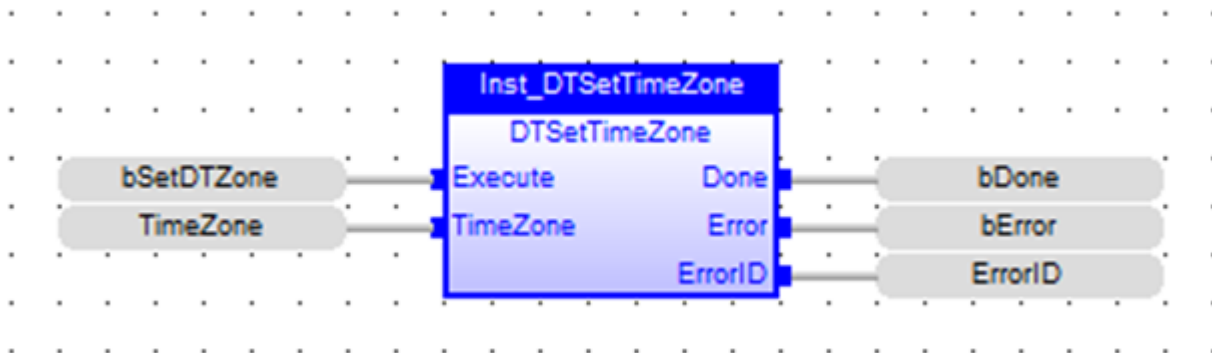 Inst_DTSetTimeZone
DTSetTimeZone
bSetDTZone Execute Done bDone
TimeZone TimeZone Error bError
ErrorID ErrorID